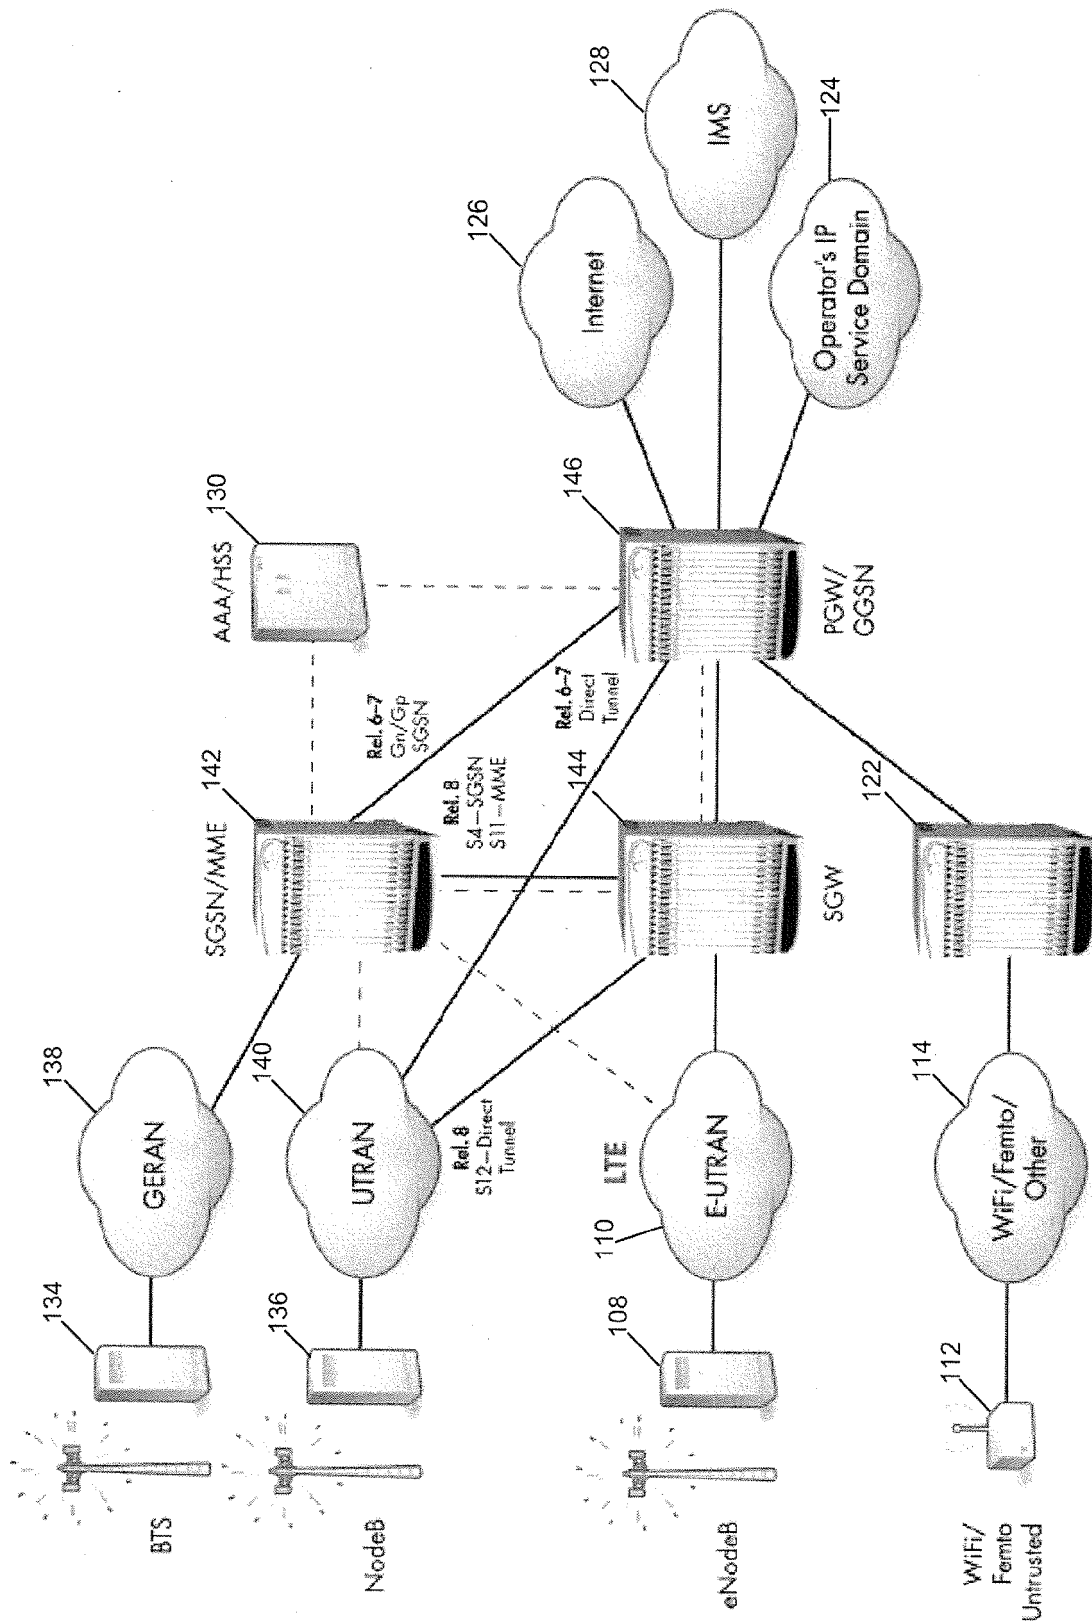 BTS
134
138
GERAN
NodeB
136
140
UTRAN
Rel. 8
S12—Direct
Tunnel
eNodeB
108
110
LTE
E-UTRAN
WiFi/
Femto
Untrusted
112
114
WiFi/Femto/
Other
SGSN/MME
142
Rel. 6–7
Gn/Gp
SGSN
Rel. 8
S4—SGSN
S11—MME
144
SGW
122
AAA/HSS
130
Rel. 6–7
Direct
Tunnel
146
PGW/
GGSN
126
Internet
128
IMS
124
Operator's IP
Service Domain